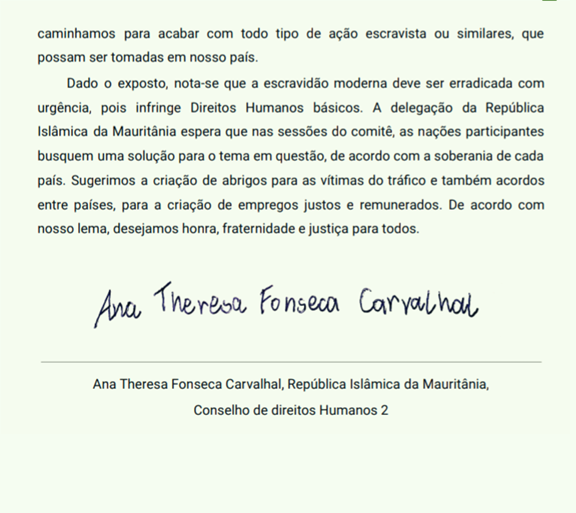 caminhamos para acabar com todo tipo de ação escravista ou similares, que
possam ser tomadas em nosso país.
Dado o exposto, nota-se que a escravidão moderna deve ser erradicada com
urgência, pois infringe Direitos Humanos básicos. A delegação da República
Islâmica da Mauritânia espera que nas sessões do comitê, as nações participantes
busquem uma solução para o tema em questão, de acordo com a soberania de cada
país. Sugerimos a criação de abrigos para as vítimas do tráfico e também acordos
entre países, para a criação de empregos justos e remunerados. De acordo com
nosso lema, desejamos honra, fraternidade e justiça para todos.
Ana Theresa Fonseca Carvalhal
Ana Theresa Fonseca Carvalhal, República Islâmica da Mauritânia,
Conselho de direitos Humanos 2